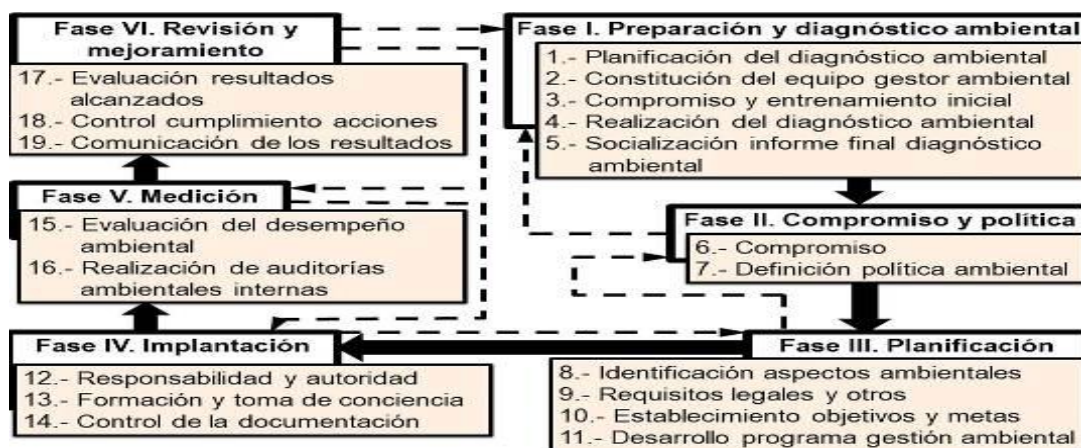 Fase VI. Revisión y
mejoramiento
17.- Evaluación resultados
alcanzados
18.- Control cumplimiento acciones
19.- Comunicación de los resultados
Fase I. Preparación y diagnóstico ambiental
1.- Planificación del diagnóstico ambiental
2.- Constitución del equipo gestor ambiental
3.- Compromiso y entrenamiento inicial
4.- Realización del diagnóstico ambiental
5.- Socialización informe final diagnóstico
ambiental
Fase V. Medición
15.- Evaluación del desempeño
ambiental
16.- Realización de auditorías
ambientales internas
Fase II. Compromiso y política
6.- Compromiso
7.- Definición política ambiental
Fase IV. Implantación
12.- Responsabilidad y autoridad
13.- Formación y toma de conciencia
14.- Control de la documentación
Fase III. Planificación
8.- Identificación aspectos ambientales
9.- Requisitos legales y otros
10.- Establecimiento objetivos y metas
11.- Desarrollo programa gestión ambiental